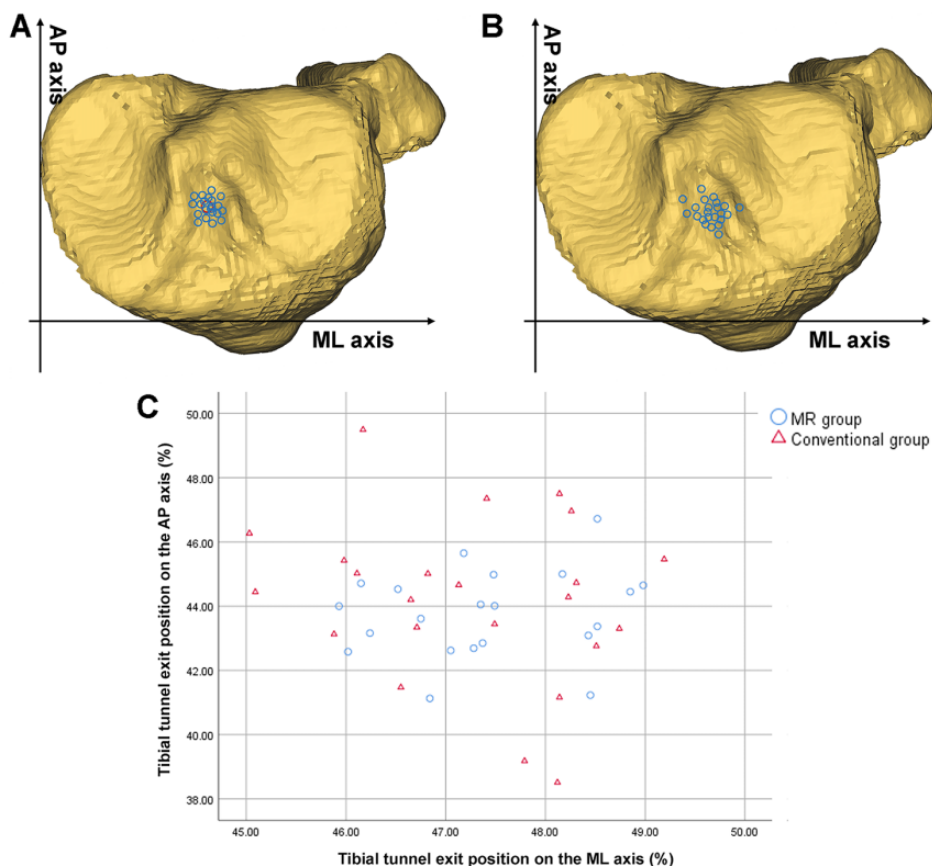 A
AP axis
ML axis
B
AP axis
ML axis
C
MR group
Conventional group
Tibial tunnel exit position on the AP axis (%)
50.00
48.00
46.00
44.00
42.00
40.00
38.00
45.00 46.00 47.00 48.00 49.00 50.00
Tibial tunnel exit position on the ML axis (%)